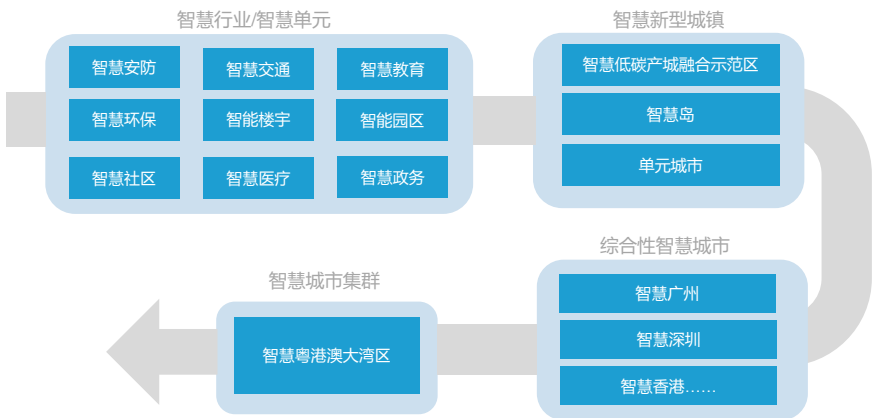 智慧行业/智慧单元
智慧安防
智慧交通
智慧教育
智慧环保
智能楼宇
智能园区
智慧社区
智慧医疗
智慧政务
智慧新型城镇
智慧低碳产城融合示范区
智慧岛
单元城市
综合性智慧城市
智慧广州
智慧深圳
智慧香港……
智慧城市集群
智慧粤港澳大湾区